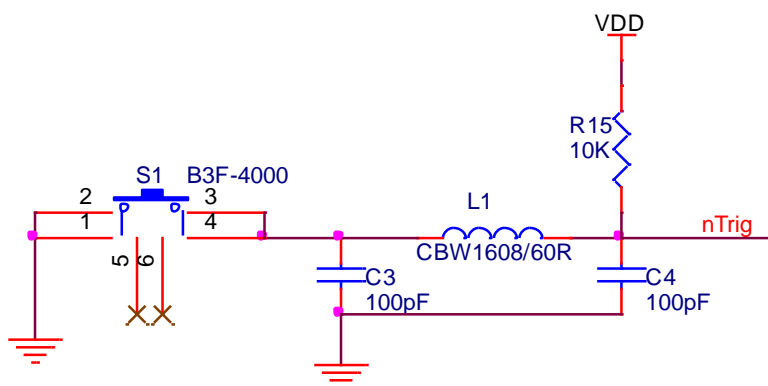 VDD
R15
10K
S1 B3F-4000
2 3
1 4
5 6
L1
CBW1608/60R
nTrig
C3
100pF
C4
100pF